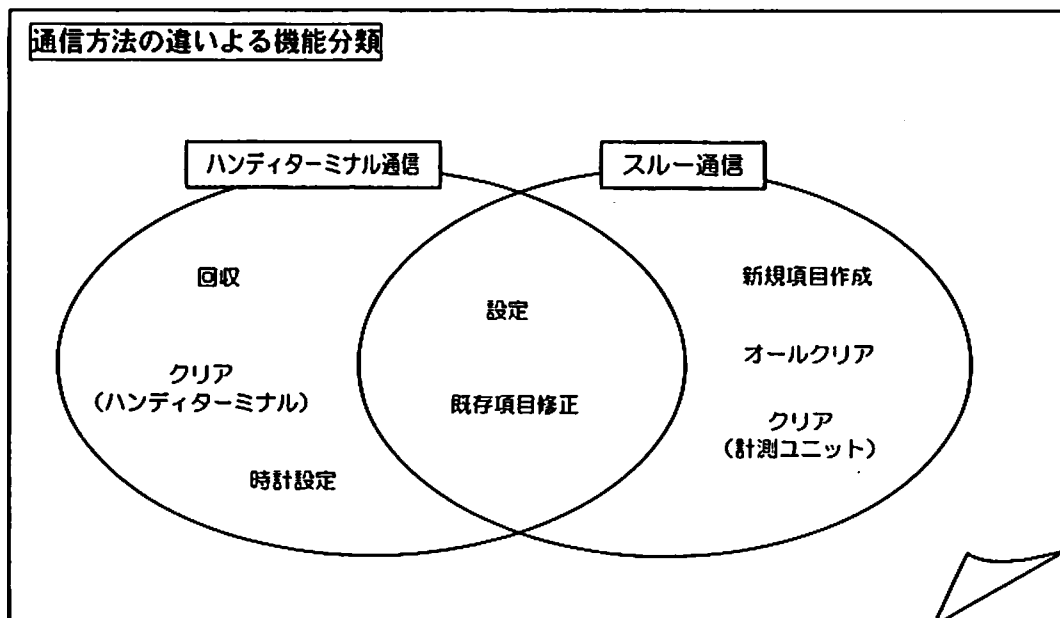 通信方法の違いよる機能分類
ハンディターミナル通信
スルー通信
回収
クリア
(ハンディターミナル)
時計設定
設定
既存項目修正
新規項目作成
オールクリア
クリア
(計測ユニット)